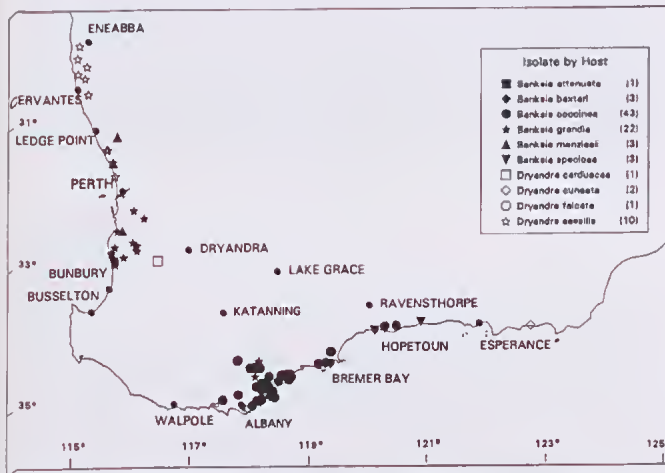 ENEABBA
CERVANTES
31°
LEDGE POINT
PERTH
33°
DRYANDRA
BUNBURY
LAKE GRACE
BUSSELTON
KATANNING
RAVENSTHORPE
HOPETOUN
ESPERANCE
BREMER BAY
35°
WALPOLE
ALBANY
115°
117°
119°
121°
123°
125
Isolate by Host
Banksia attenuata (1)
Banksia baxteri (3)
Banksia coccinea (43)
Banksia grandis (22)
Banksia menziesii (3)
Banksia speciosa (3)
Dryandra carduacea (1)
Dryandra cuneata (2)
Dryandra falcata (1)
Dryandra sessilis (10)